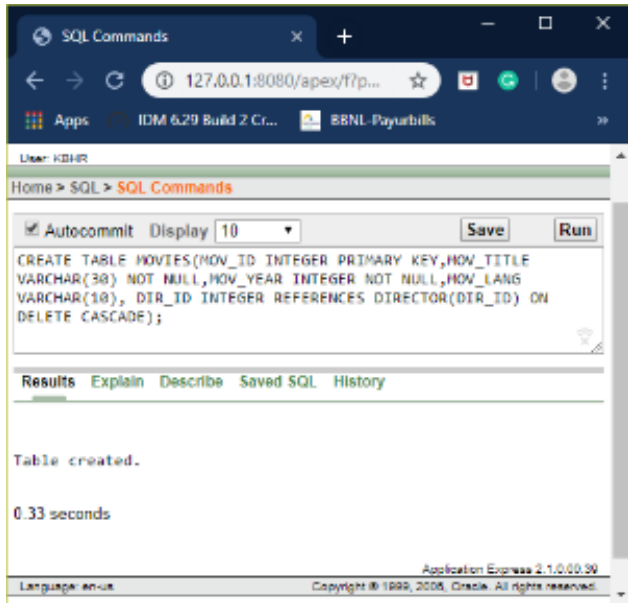 SQL Commands
127.0.0.1:8080/apex/f?p...
Apps
IDM 6.29 Build 2 Cr...
BBNL-Payurbills
User: KBHR
Home > SQL > SQL Commands
Autocommit Display 10 Save Run
CREATE TABLE MOVIES(MOV_ID INTEGER PRIMARY KEY,MOV_TITLE
VARCHAR(30) NOT NULL,MOV_YEAR INTEGER NOT NULL,MOV_LANG
VARCHAR(10), DIR_ID INTEGER REFERENCES DIRECTOR(DIR_ID) ON
DELETE CASCADE);
Results Explain Describe Saved SQL History
Table created.
0.33 seconds
Application Express 2.1.0.00.39
Language: en-us Copyright © 1999, 2006, Oracle. All rights reserved.